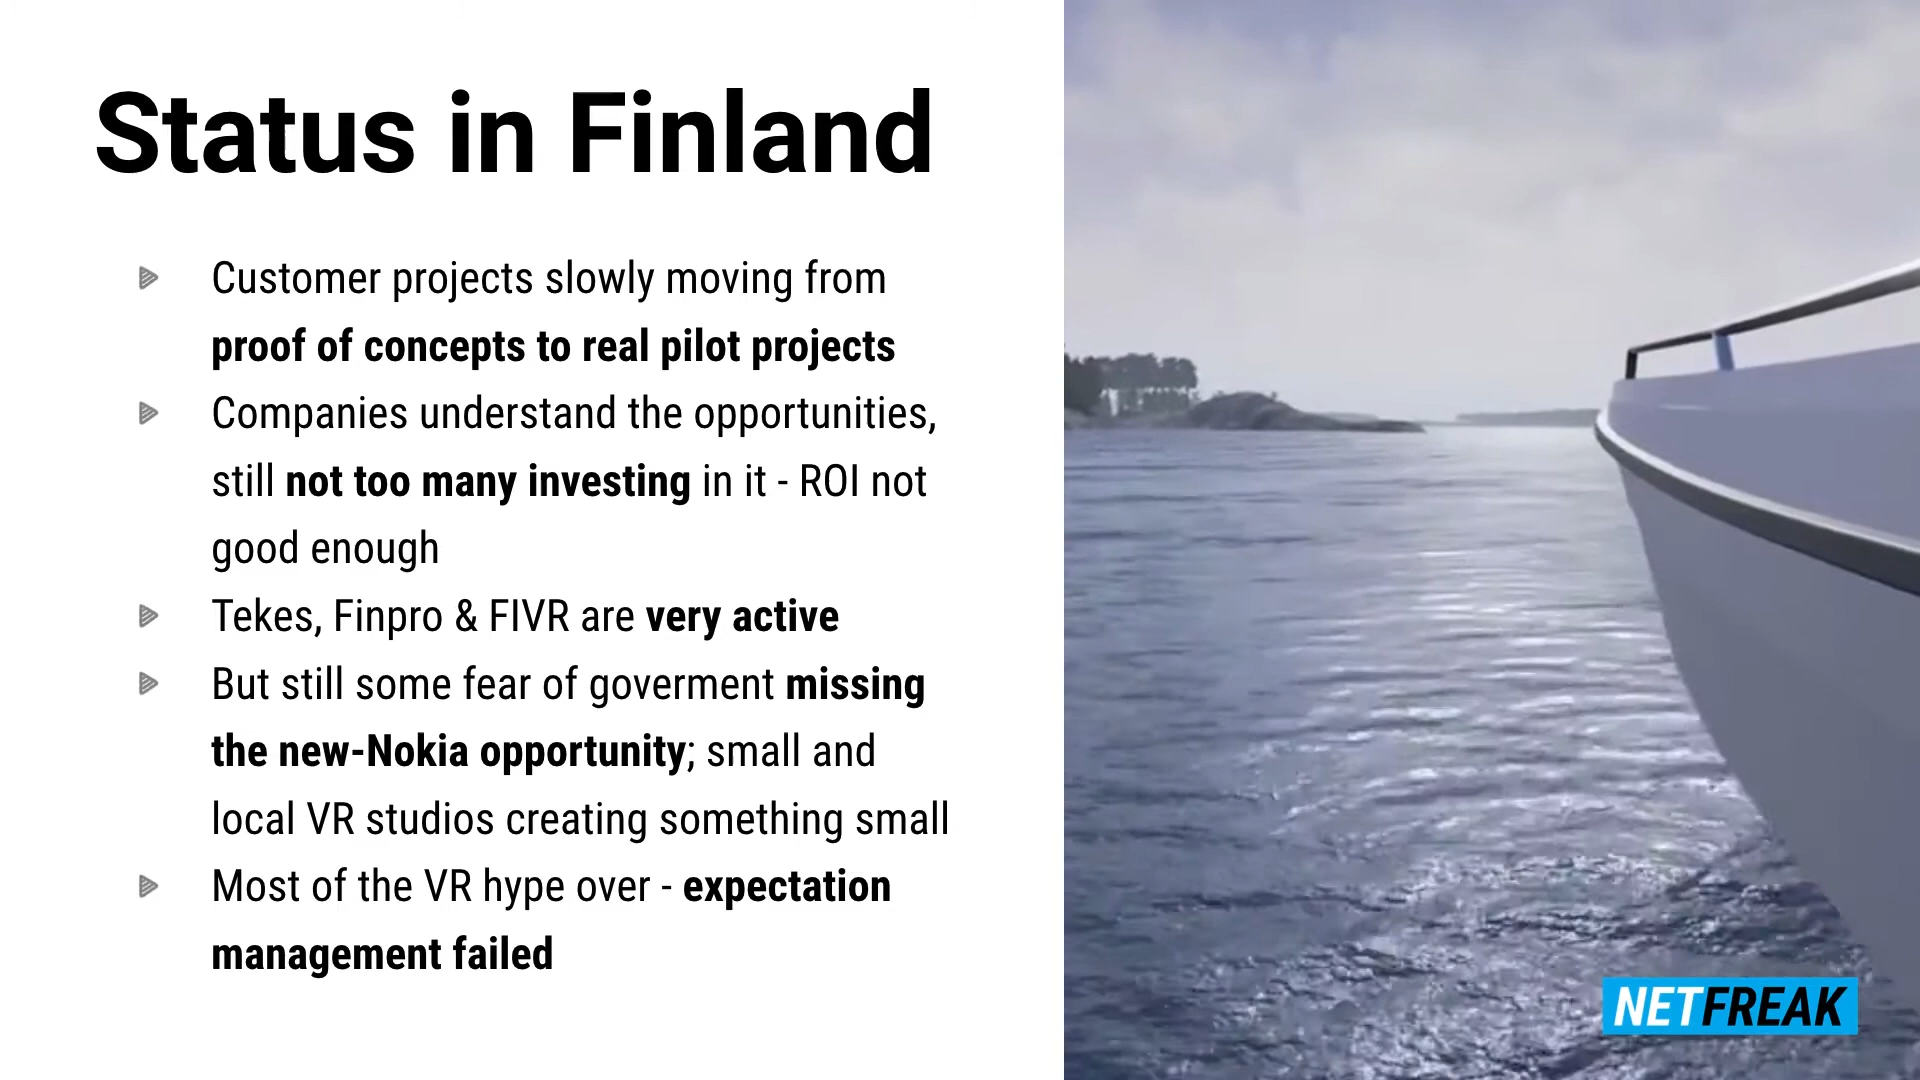 Status in Finland
Customer projects slowly moving from
proof of concepts to real pilot projects
Companies understand the opportunities,
still not too many investing in it - ROI not
good enough
Tekes, Finpro & FIVR are very active
But still some fear of goverment missing
the new-Nokia opportunity; small and
local VR studios creating something small
Most of the VR hype over - expectation
management failed
NETFREAK